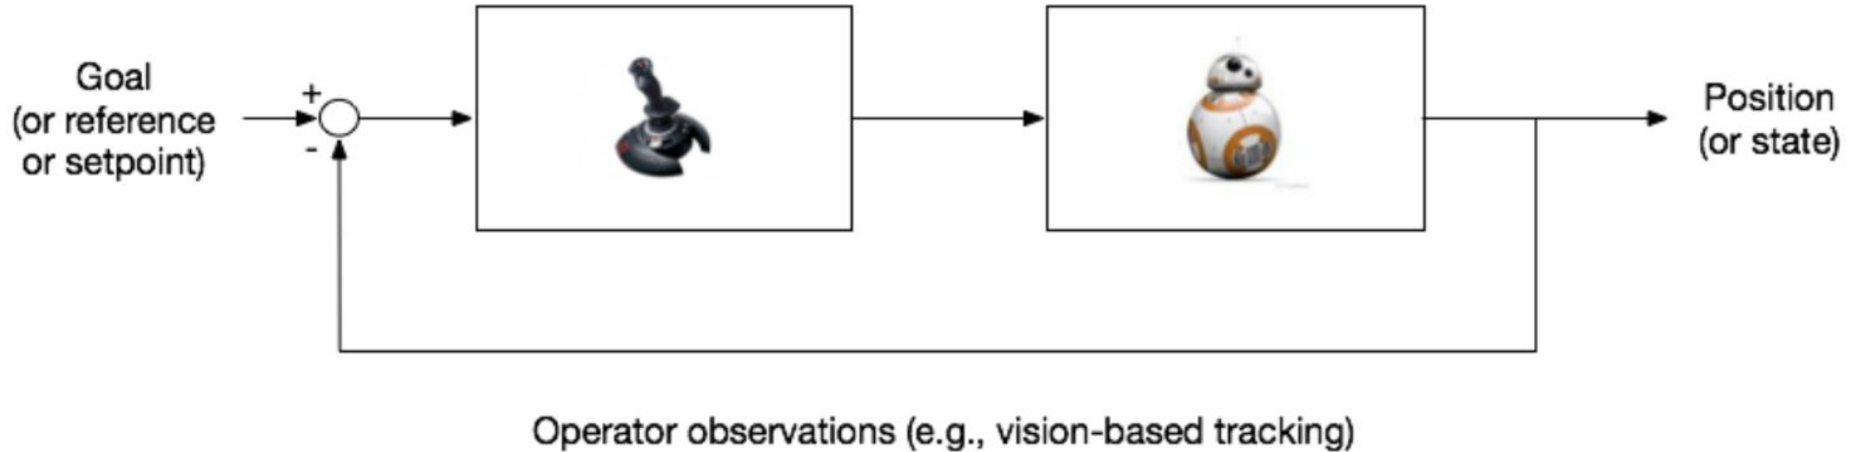 Goal
(or reference
or setpoint)
+
-
Position
(or state)
Operator observations (e.g., vision-based tracking)